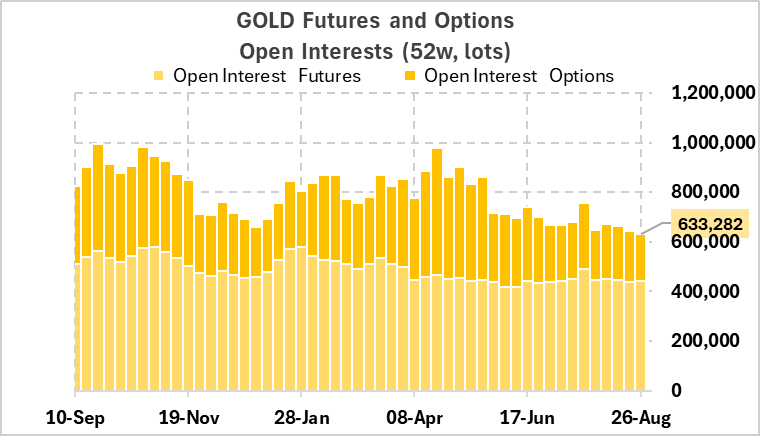 GOLD Futures and Options
Open Interests (52w, lots)
Open Interest Futures
Open Interest Options
1,200,000
1,000,000
800,000
633,282
600,000
400,000
200,000
0
10-Sep
19-Nov
28-Jan
08-Apr
17-Jun
26-Aug